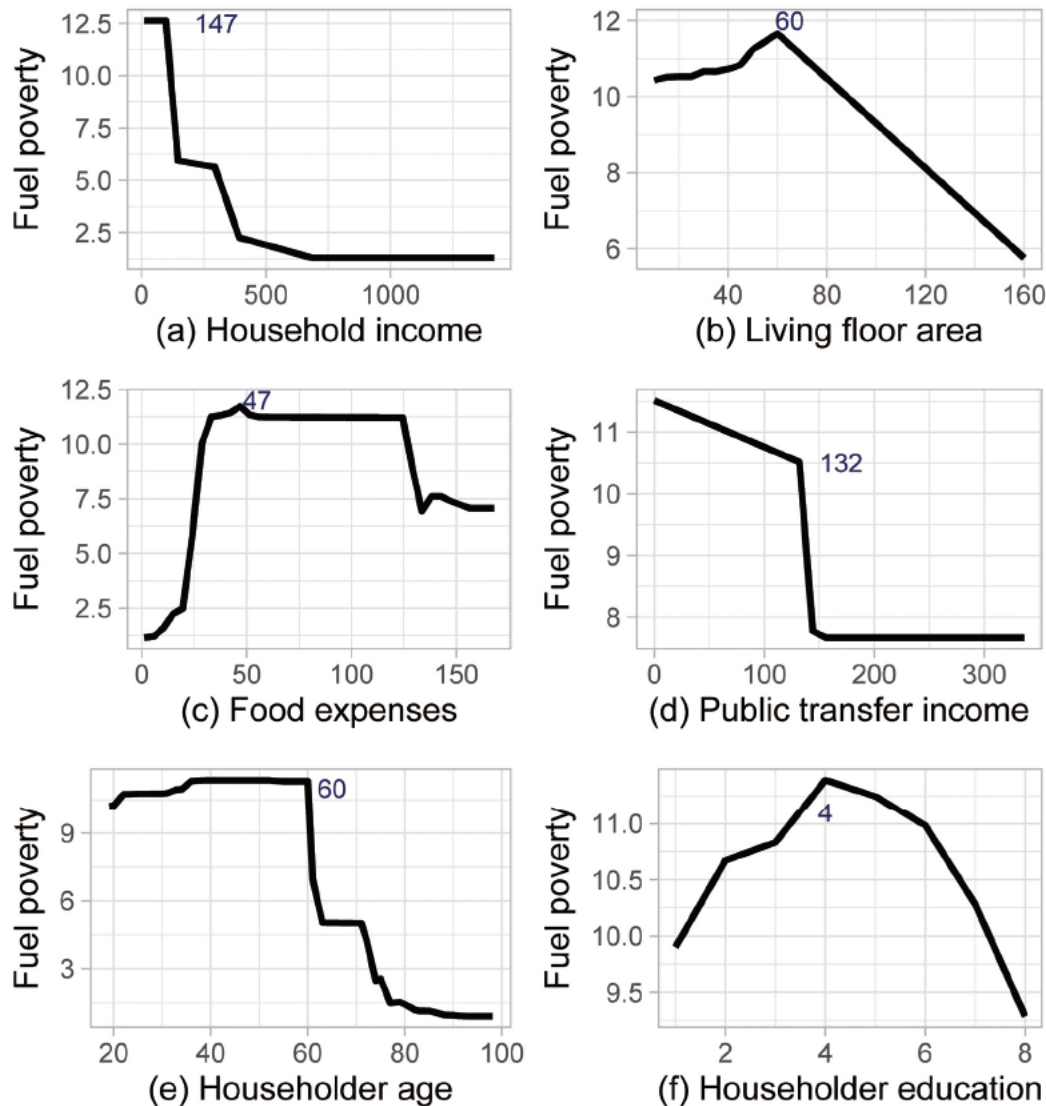 12.5
10.0
7.5
5.0
2.5
Fuel poverty
147
0 500 1000
(a) Household income
12
10
8
6
Fuel poverty
60
40 80 120 160
(b) Living floor area
12.5
10.0
7.5
5.0
2.5
Fuel poverty
47
0 50 100 150
(c) Food expenses
11
10
9
8
Fuel poverty
132
0 100 200 300
(d) Public transfer income
9
6
3
Fuel poverty
60
20 40 60 80 100
(e) Householder age
11.0
10.5
10.0
9.5
Fuel poverty
4
2 4 6 8
(f) Householder education